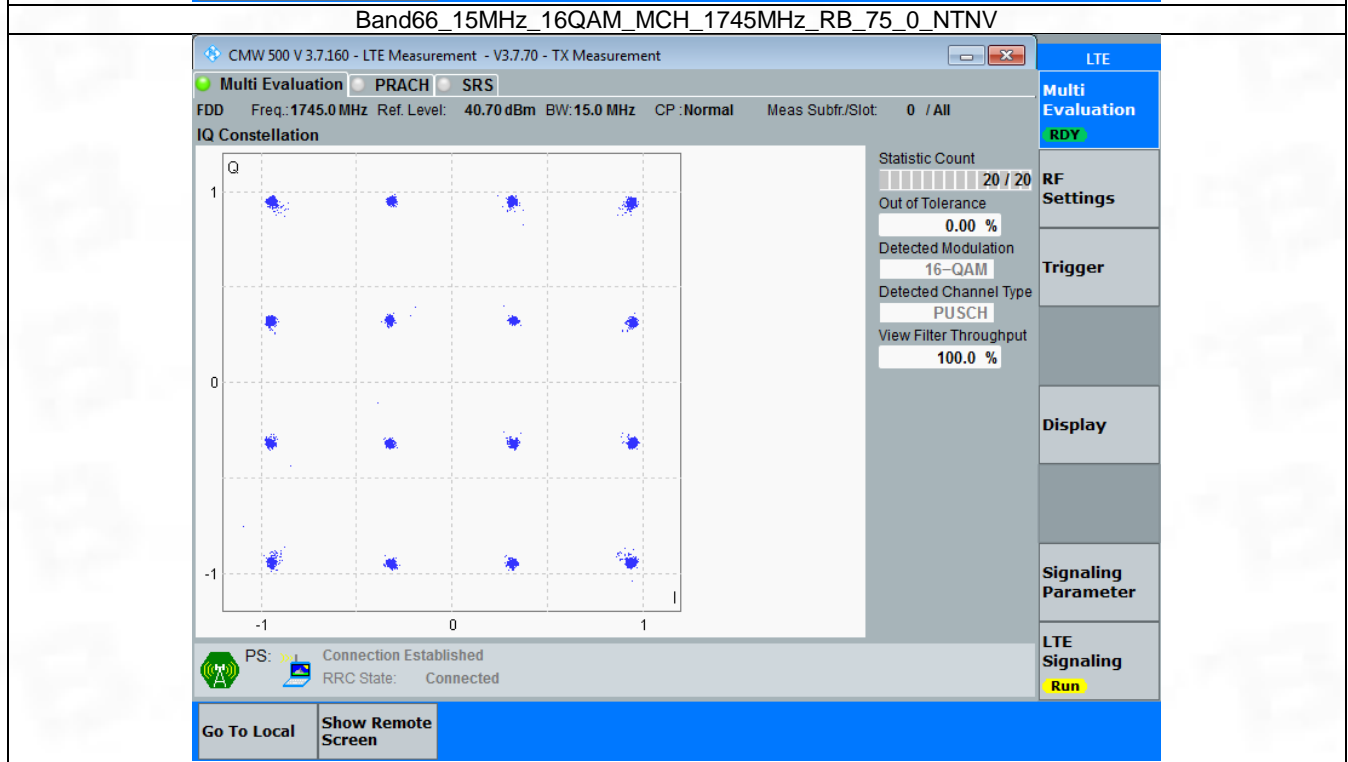 Band66_15MHz_16QAM_MCH_1745MHz_RB_75_0_NTNV
CMW 500 V 3.7.160 - LTE Measurement - V3.7.70 - TX Measurement
LTE
Multi Evaluation PRACH SRS
FDD Freq.:1745.0 MHz Ref. Level: 40.70 dBm BW:15.0 MHz CP :Normal Meas Subfr./Slot: 0 / All
IQ Constellation
Q
1
0
-1
-1 0 1
I
Statistic Count
20 / 20
Out of Tolerance
0.00 %
Detected Modulation
16-QAM
Detected Channel Type
PUSCH
View Filter Throughput
100.0 %
Multi
Evaluation
RDY
RF
Settings
Trigger
Display
Signaling
Parameter
LTE
Signaling
Run
PS: Connection Established
RRC State: Connected
Go To Local
Show Remote
Screen